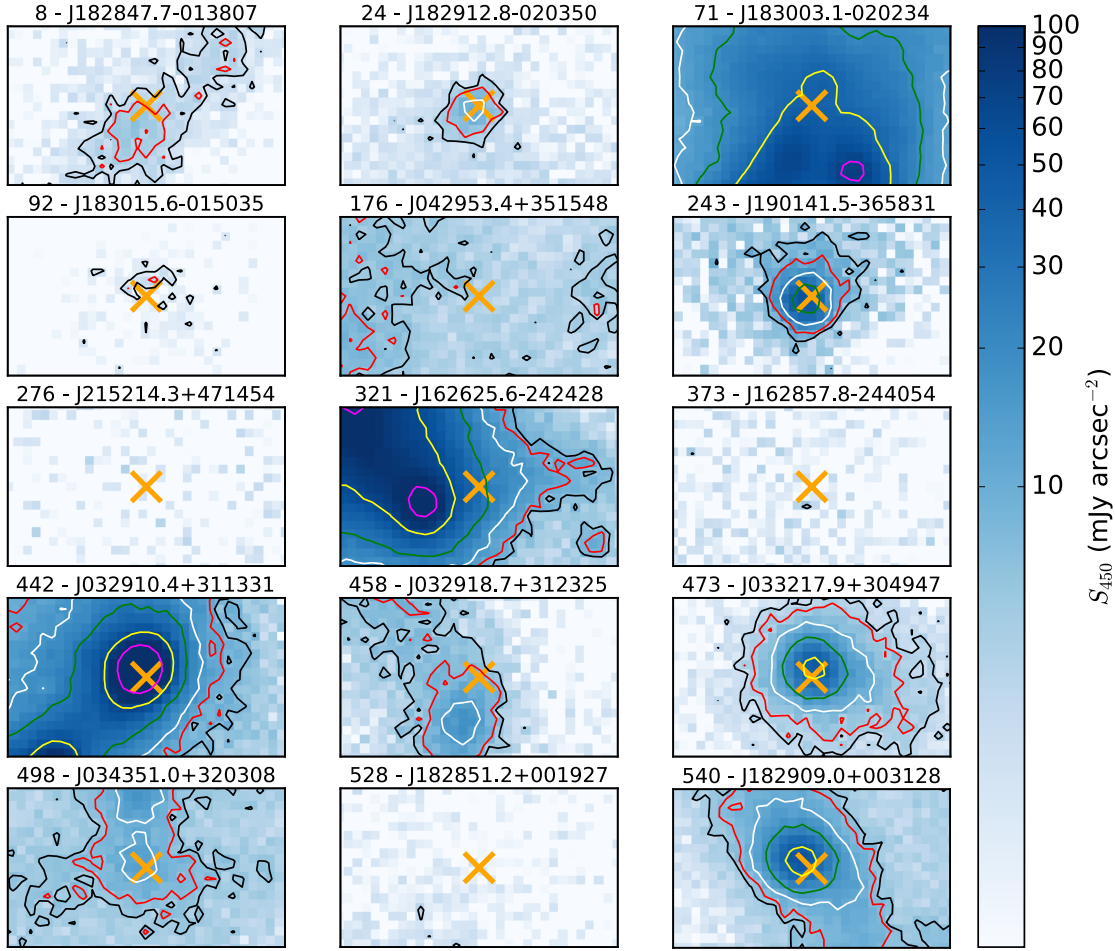 8 - J182847.7-013807
24 - J182912.8-020350
71 - J183003.1-020234
92 - J183015.6-015035
176 - J042953.4+351548
243 - J190141.5-365831
276 - J215214.3+471454
321 - J162625.6-242428
373 - J162857.8-244054
442 - J032910.4+311331
458 - J032918.7+312325
473 - J033217.9+304947
498 - J034351.0+320308
528 - J182851.2+001927
540 - J182909.0+003128
100
90
80
70
60
50
40
30
20
10
S₄₅₀ (mJy arcsec⁻²)